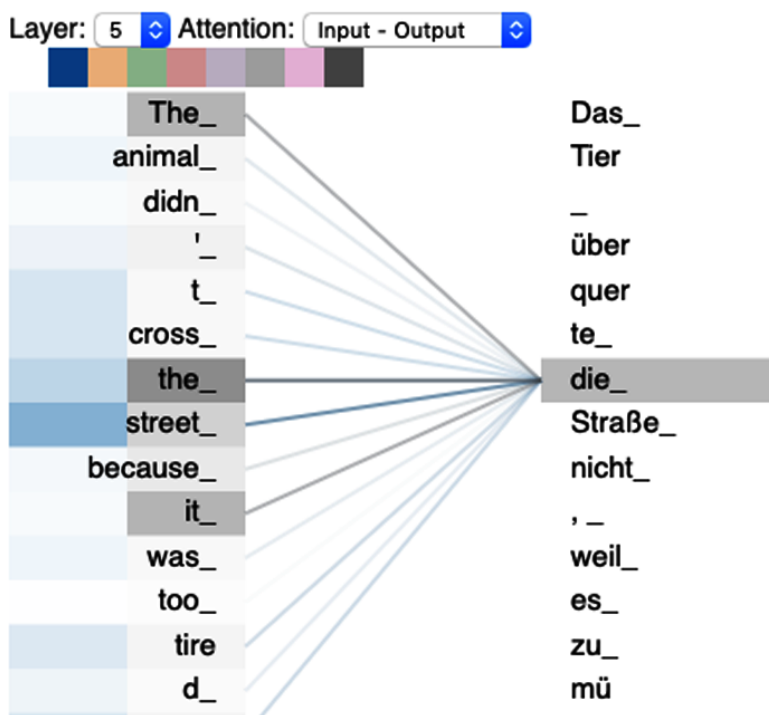 Layer: 5 Attention: Input - Output
The_ Das_
animal_ Tier
didn_ _
'_ über
t_ quer
cross_ te_
the_ die_
street_ Straße_
because_ nicht_
it_ , _
was_ weil_
too_ es_
tire zu_
d_ mü